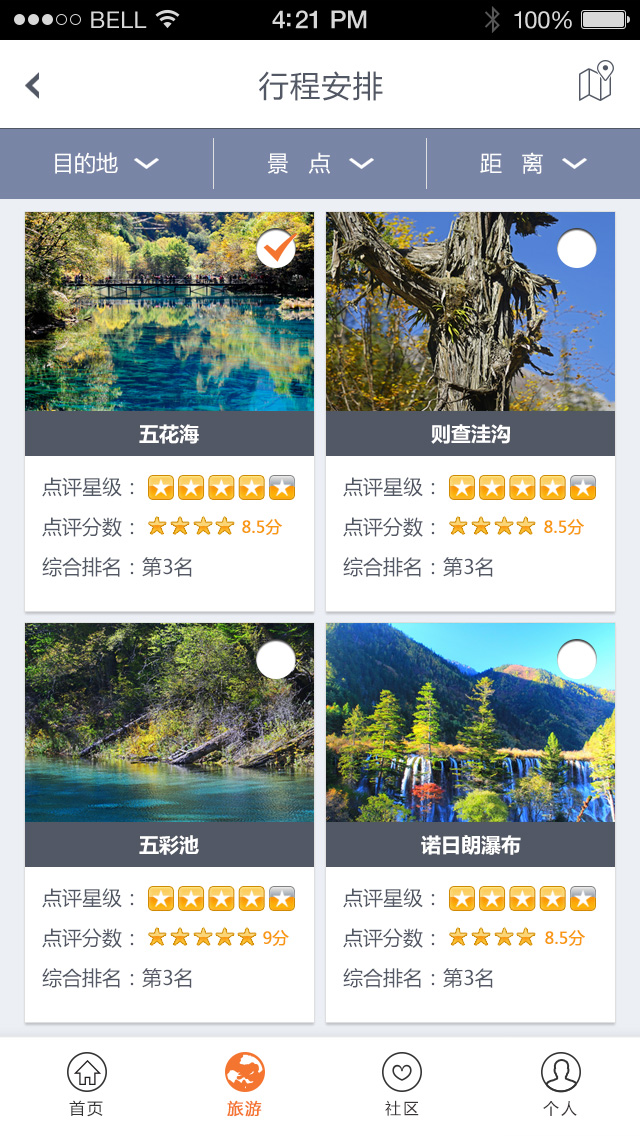 BELL 4:21 PM 100%
行程安排
目的地 景 点 距 离
五花海 则查洼沟
点评星级： 点评星级：
点评分数： 8.5分 点评分数： 8.5分
综合排名：第3名 综合排名：第3名
五彩池 诺日朗瀑布
点评星级： 点评星级：
点评分数： 9分 点评分数： 8.5分
综合排名：第3名 综合排名：第3名
首页 旅游 社区 个人